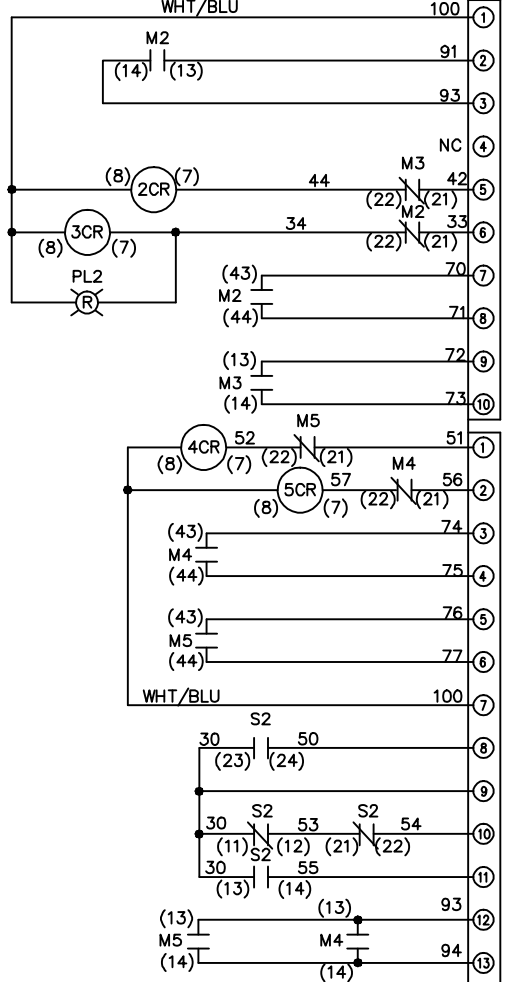 WHT/BLU 100 1
M2
(14) (13) 91 2
93 3
NC 4
M3
(8) 2CR (7) 44 (22) (21) 42 5
M2
(8) 3CR (7) 34 (22) (21) 33 6
PL2
R
(43) 70 7
M2
(44) 71 8
(13) 72 9
M3
(14) 73 10
M5
(8) 4CR (7) 52 (22) (21) 51 1
M4
(8) 5CR (7) 57 (22) (21) 56 2
(43) 74 3
M4
(44) 75 4
(43) 76 5
M5
(44) 77 6
WHT/BLU 100 7
S2
30 (23) (24) 50 8
9
S2 S2
30 (11) (12) 53 (21) (22) 54 10
S2
30 (13) (14) 55 11
(13) (13) 93 12
M5 M4
(14) (14) 94 13